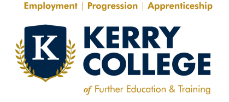 Employment | Progression | Apprenticeship
K
KERRY
COLLEGE
of Further Education & Training